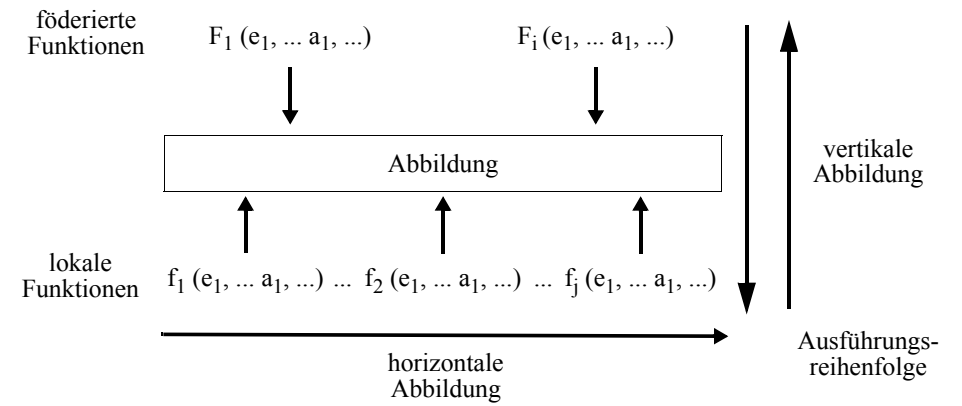 föderierte
Funktionen
F1 (e1, ... a1, ...)
Fi (e1, ... a1, ...)
Abbildung
vertikale
Abbildung
lokale
Funktionen
f1 (e1, ... a1, ...) ... f2 (e1, ... a1, ...) ... fj (e1, ... a1, ...)
horizontale
Abbildung
Ausführungs-
reihenfolge